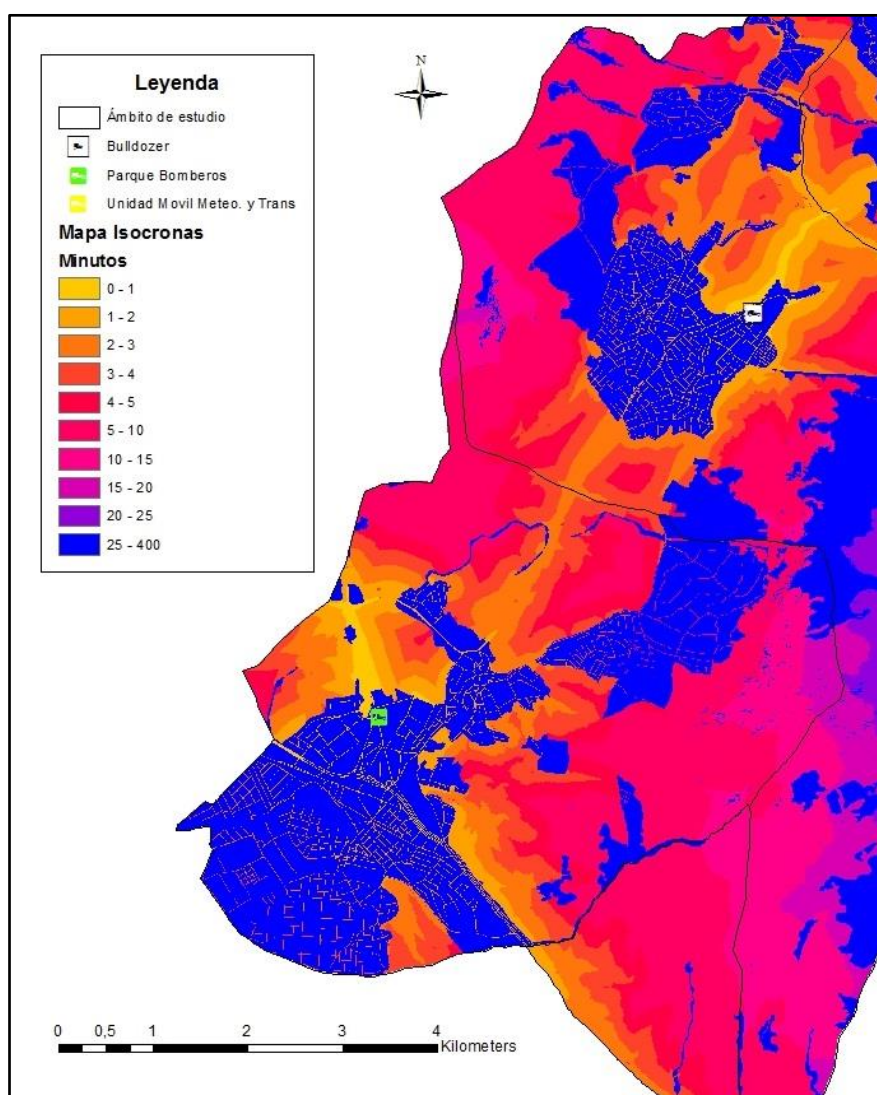 Leyenda
Ámbito de estudio
Bulldozer
Parque Bomberos
Unidad Movil Meteo. y Trans
Mapa Isocronas
Minutos
0 - 1
1 - 2
2 - 3
3 - 4
4 - 5
5 - 10
10 - 15
15 - 20
20 - 25
25 - 400
N
0 0,5 1 2 3 4
Kilometers